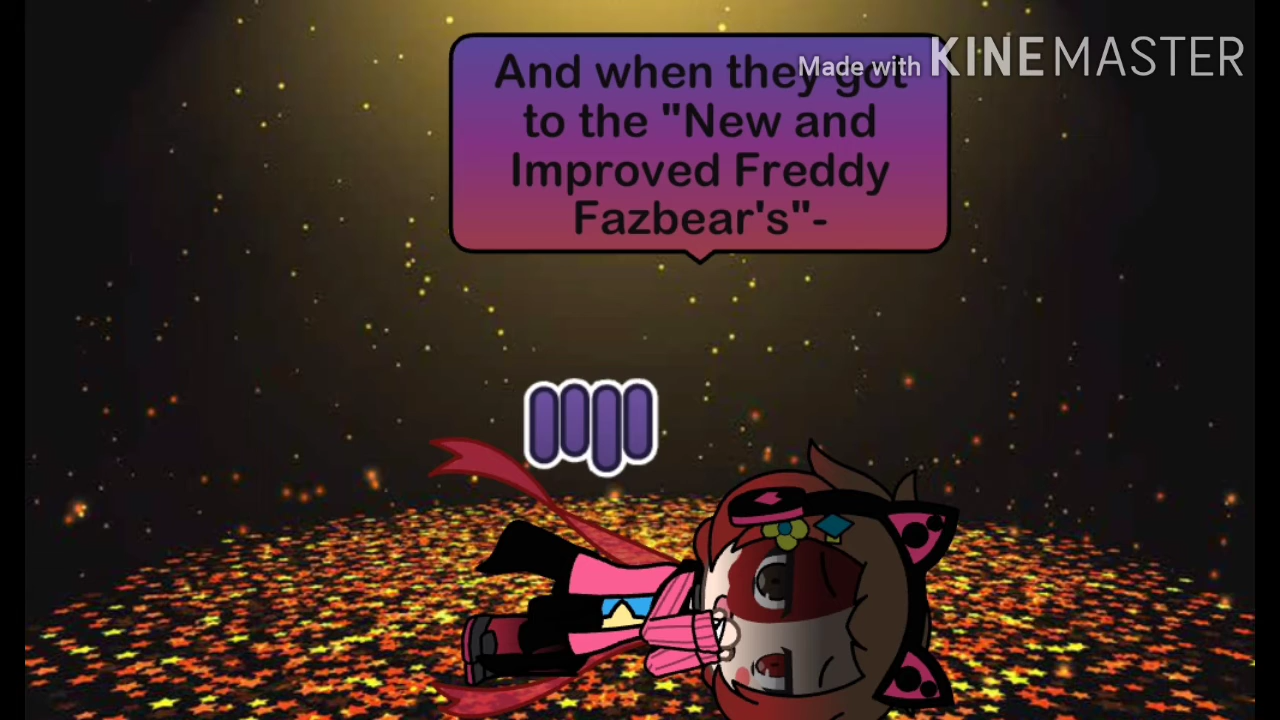 And when they got
to the "New and
Improved Freddy
Fazbear's"-
Made with KINEMASTER